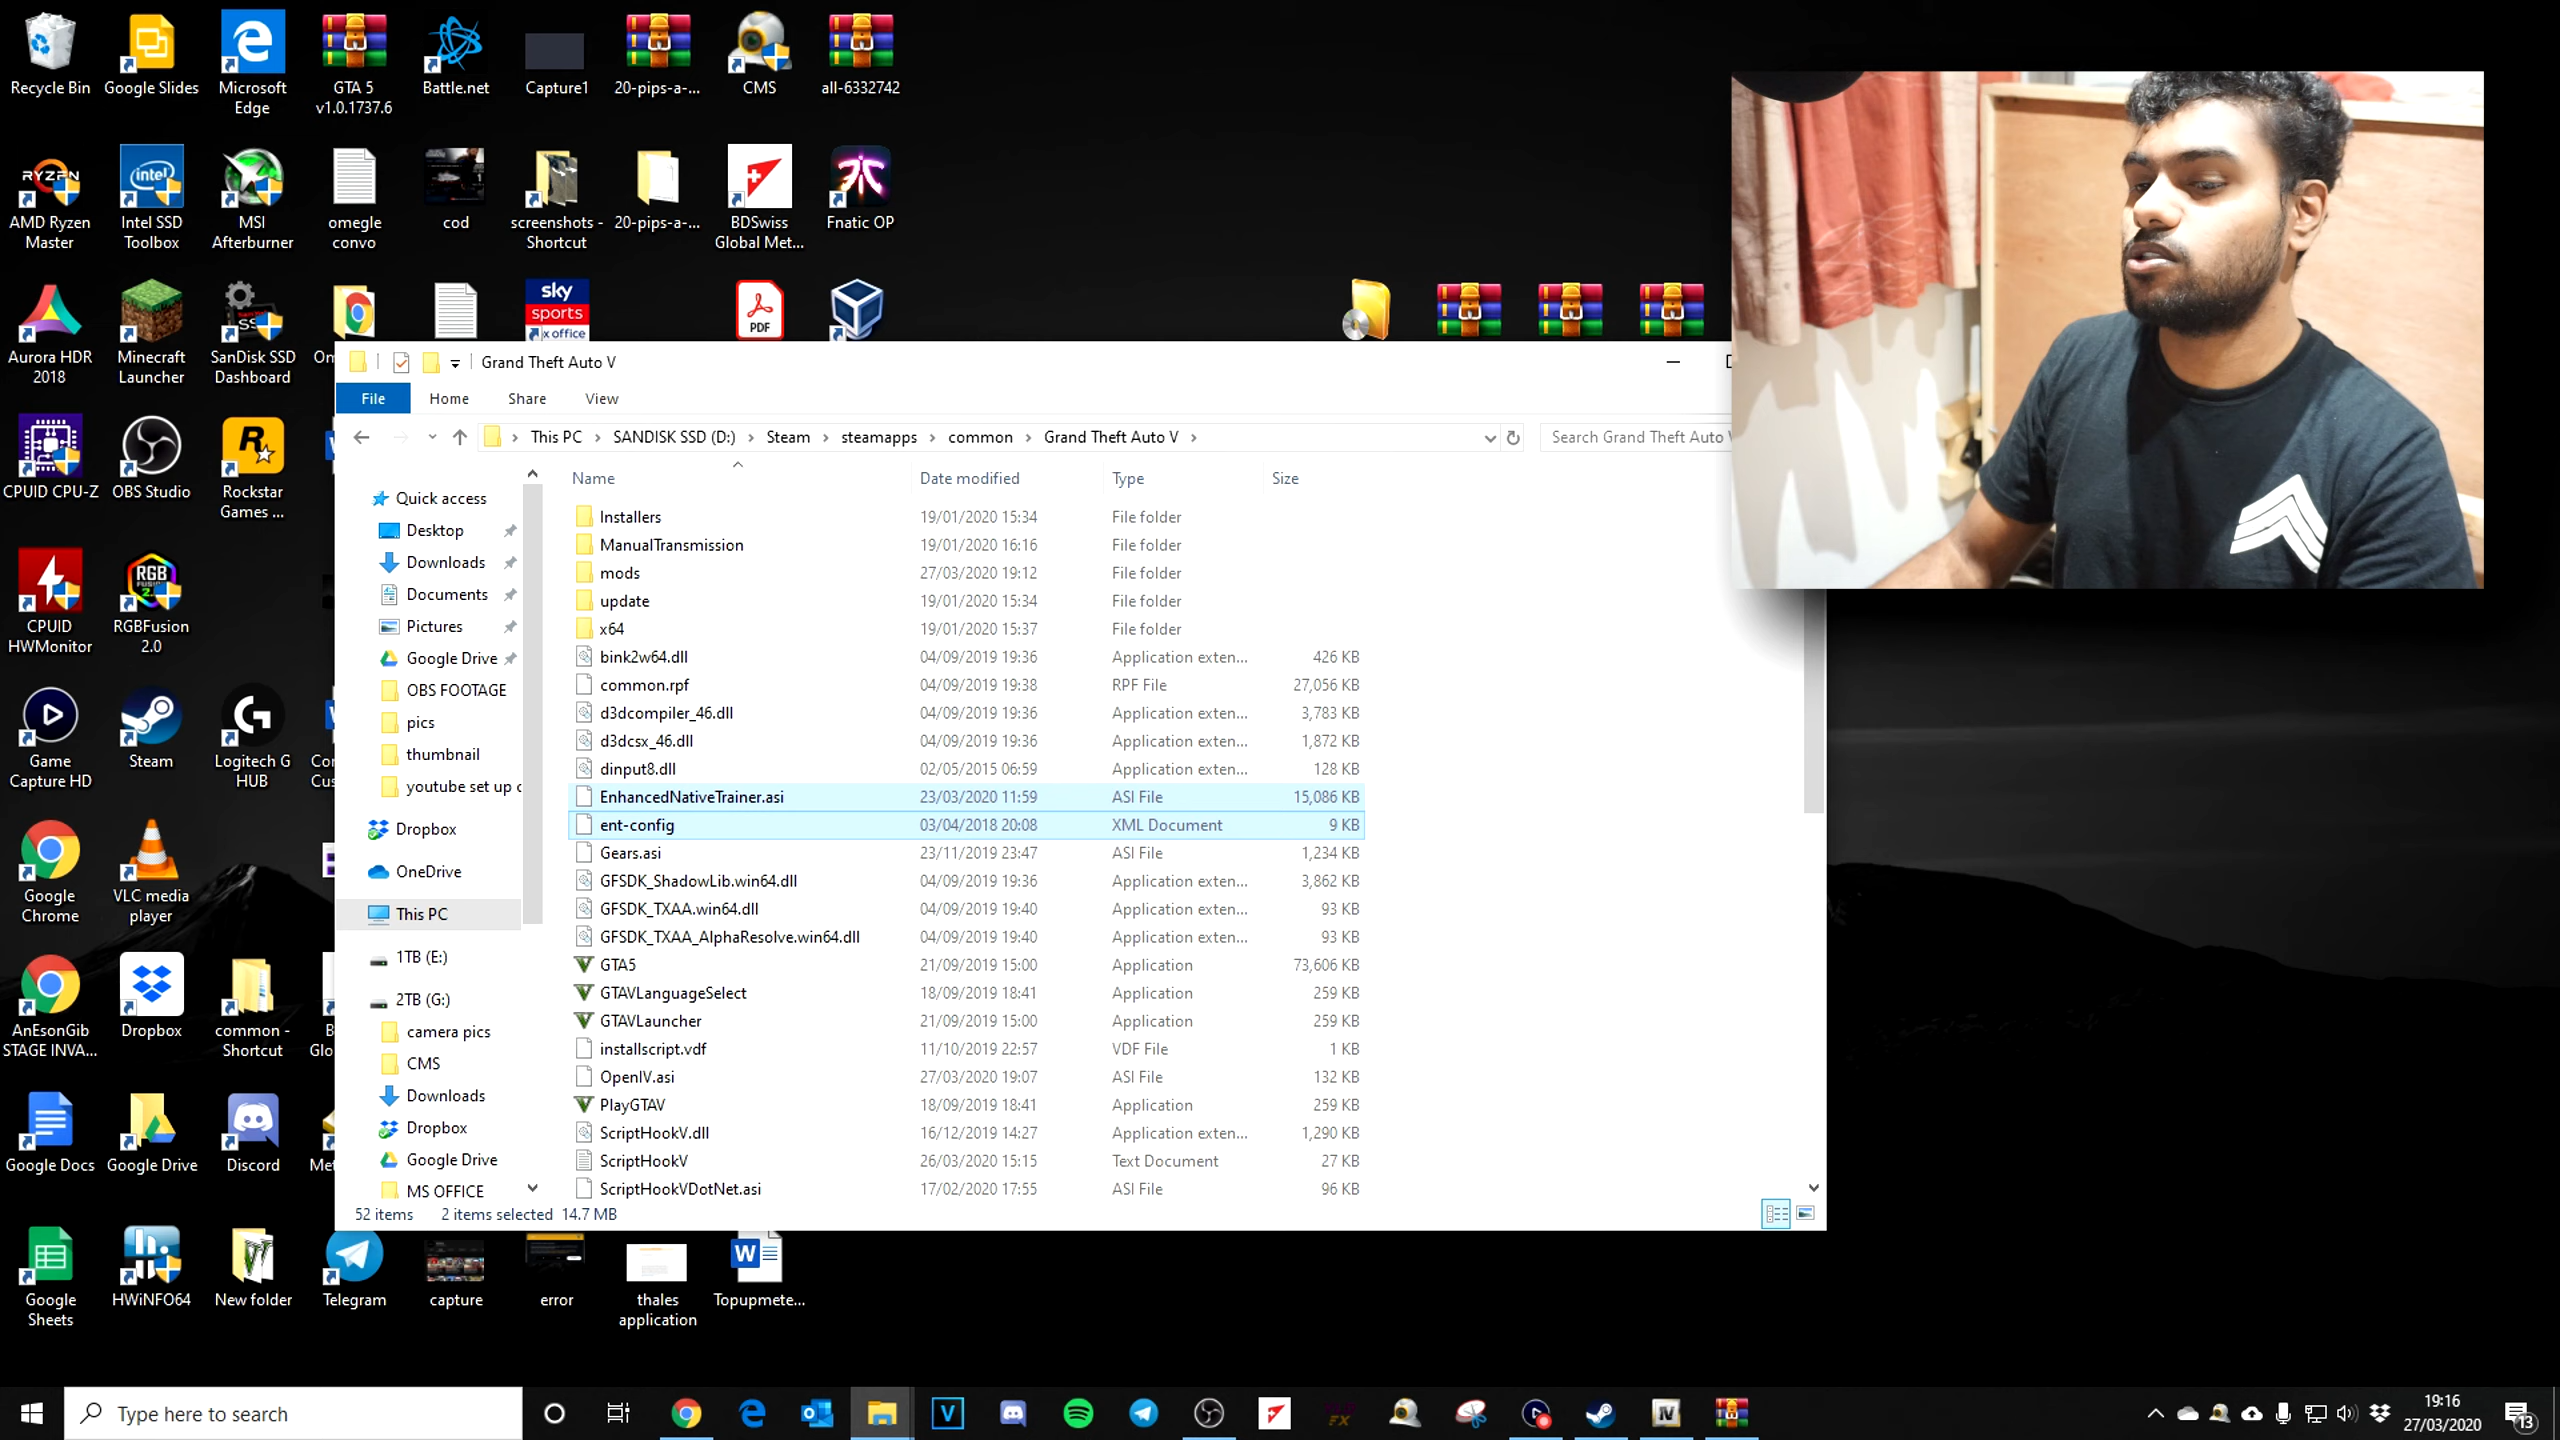 Recycle Bin
Google Slides
Microsoft
Edge
GTA 5
v1.0.1737.6
Battle.net
Capture1
20-pips-a-...
CMS
all-6332742
RYZEN
intel
AMD Ryzen
Master
Intel SSD
Toolbox
MSI
Afterburner
omegle
convo
cod
screenshots -
Shortcut
20-pips-a-...
BDSwiss
Global Met...
Fnatic OP
sky
sports
x office
PDF
Aurora HDR
2018
Minecraft
Launcher
SanDisk SSD
Dashboard
CPUID CPU-Z
OBS Studio
Rockstar
Games ...
RGB
CPUID
HWMonitor
RGBFusion
2.0
Game
Capture HD
Steam
Logitech G
HUB
Google
Chrome
VLC media
player
AnEsonGib
STAGE INVA...
Dropbox
common -
Shortcut
Google Docs
Google Drive
Discord
Google
Sheets
HWiNFO64
New folder
Telegram
capture
error
thales
application
Topupmete...
Grand Theft Auto V
File
Home
Share
View
This PC
SANDISK SSD (D:)
Steam
steamapps
common
Grand Theft Auto V
Search Grand Theft Auto
Quick access
Desktop
Downloads
Documents
Pictures
Google Drive
OBS FOOTAGE
pics
thumbnail
youtube set up
Dropbox
OneDrive
This PC
1TB (E:)
2TB (G:)
camera pics
CMS
Downloads
Dropbox
Google Drive
MS OFFICE
Name Date modified Type Size
Installers 19/01/2020 15:34 File folder
ManualTransmission 19/01/2020 16:16 File folder
mods 27/03/2020 19:12 File folder
update 19/01/2020 15:34 File folder
x64 19/01/2020 15:37 File folder
bink2w64.dll 04/09/2019 19:36 Application exten... 426 KB
common.rpf 04/09/2019 19:38 RPF File 27,056 KB
d3dcompiler_46.dll 04/09/2019 19:36 Application exten... 3,783 KB
d3dcsx_46.dll 04/09/2019 19:36 Application exten... 1,872 KB
dinput8.dll 02/05/2015 06:59 Application exten... 128 KB
EnhancedNativeTrainer.asi 23/03/2020 11:59 ASI File 15,086 KB
ent-config 03/04/2018 20:08 XML Document 9 KB
Gears.asi 23/11/2019 23:47 ASI File 1,234 KB
GFSDK_ShadowLib.win64.dll 04/09/2019 19:36 Application exten... 3,862 KB
GFSDK_TXAA.win64.dll 04/09/2019 19:40 Application exten... 93 KB
GFSDK_TXAA_AlphaResolve.win64.dll 04/09/2019 19:40 Application exten... 93 KB
GTA5 21/09/2019 15:00 Application 73,606 KB
GTAVLanguageSelect 18/09/2019 18:41 Application 259 KB
GTAVLauncher 21/09/2019 15:00 Application 259 KB
installscript.vdf 11/10/2019 22:57 VDF File 1 KB
OpenIV.asi 27/03/2020 19:07 ASI File 132 KB
PlayGTAV 18/09/2019 18:41 Application 259 KB
ScriptHookV.dll 16/12/2019 14:27 Application exten... 1,290 KB
ScriptHookV 26/03/2020 15:15 Text Document 27 KB
ScriptHookVDotNet.asi 17/02/2020 17:55 ASI File 96 KB
52 items 2 items selected 14.7 MB
Type here to search
19:16
27/03/2020
13